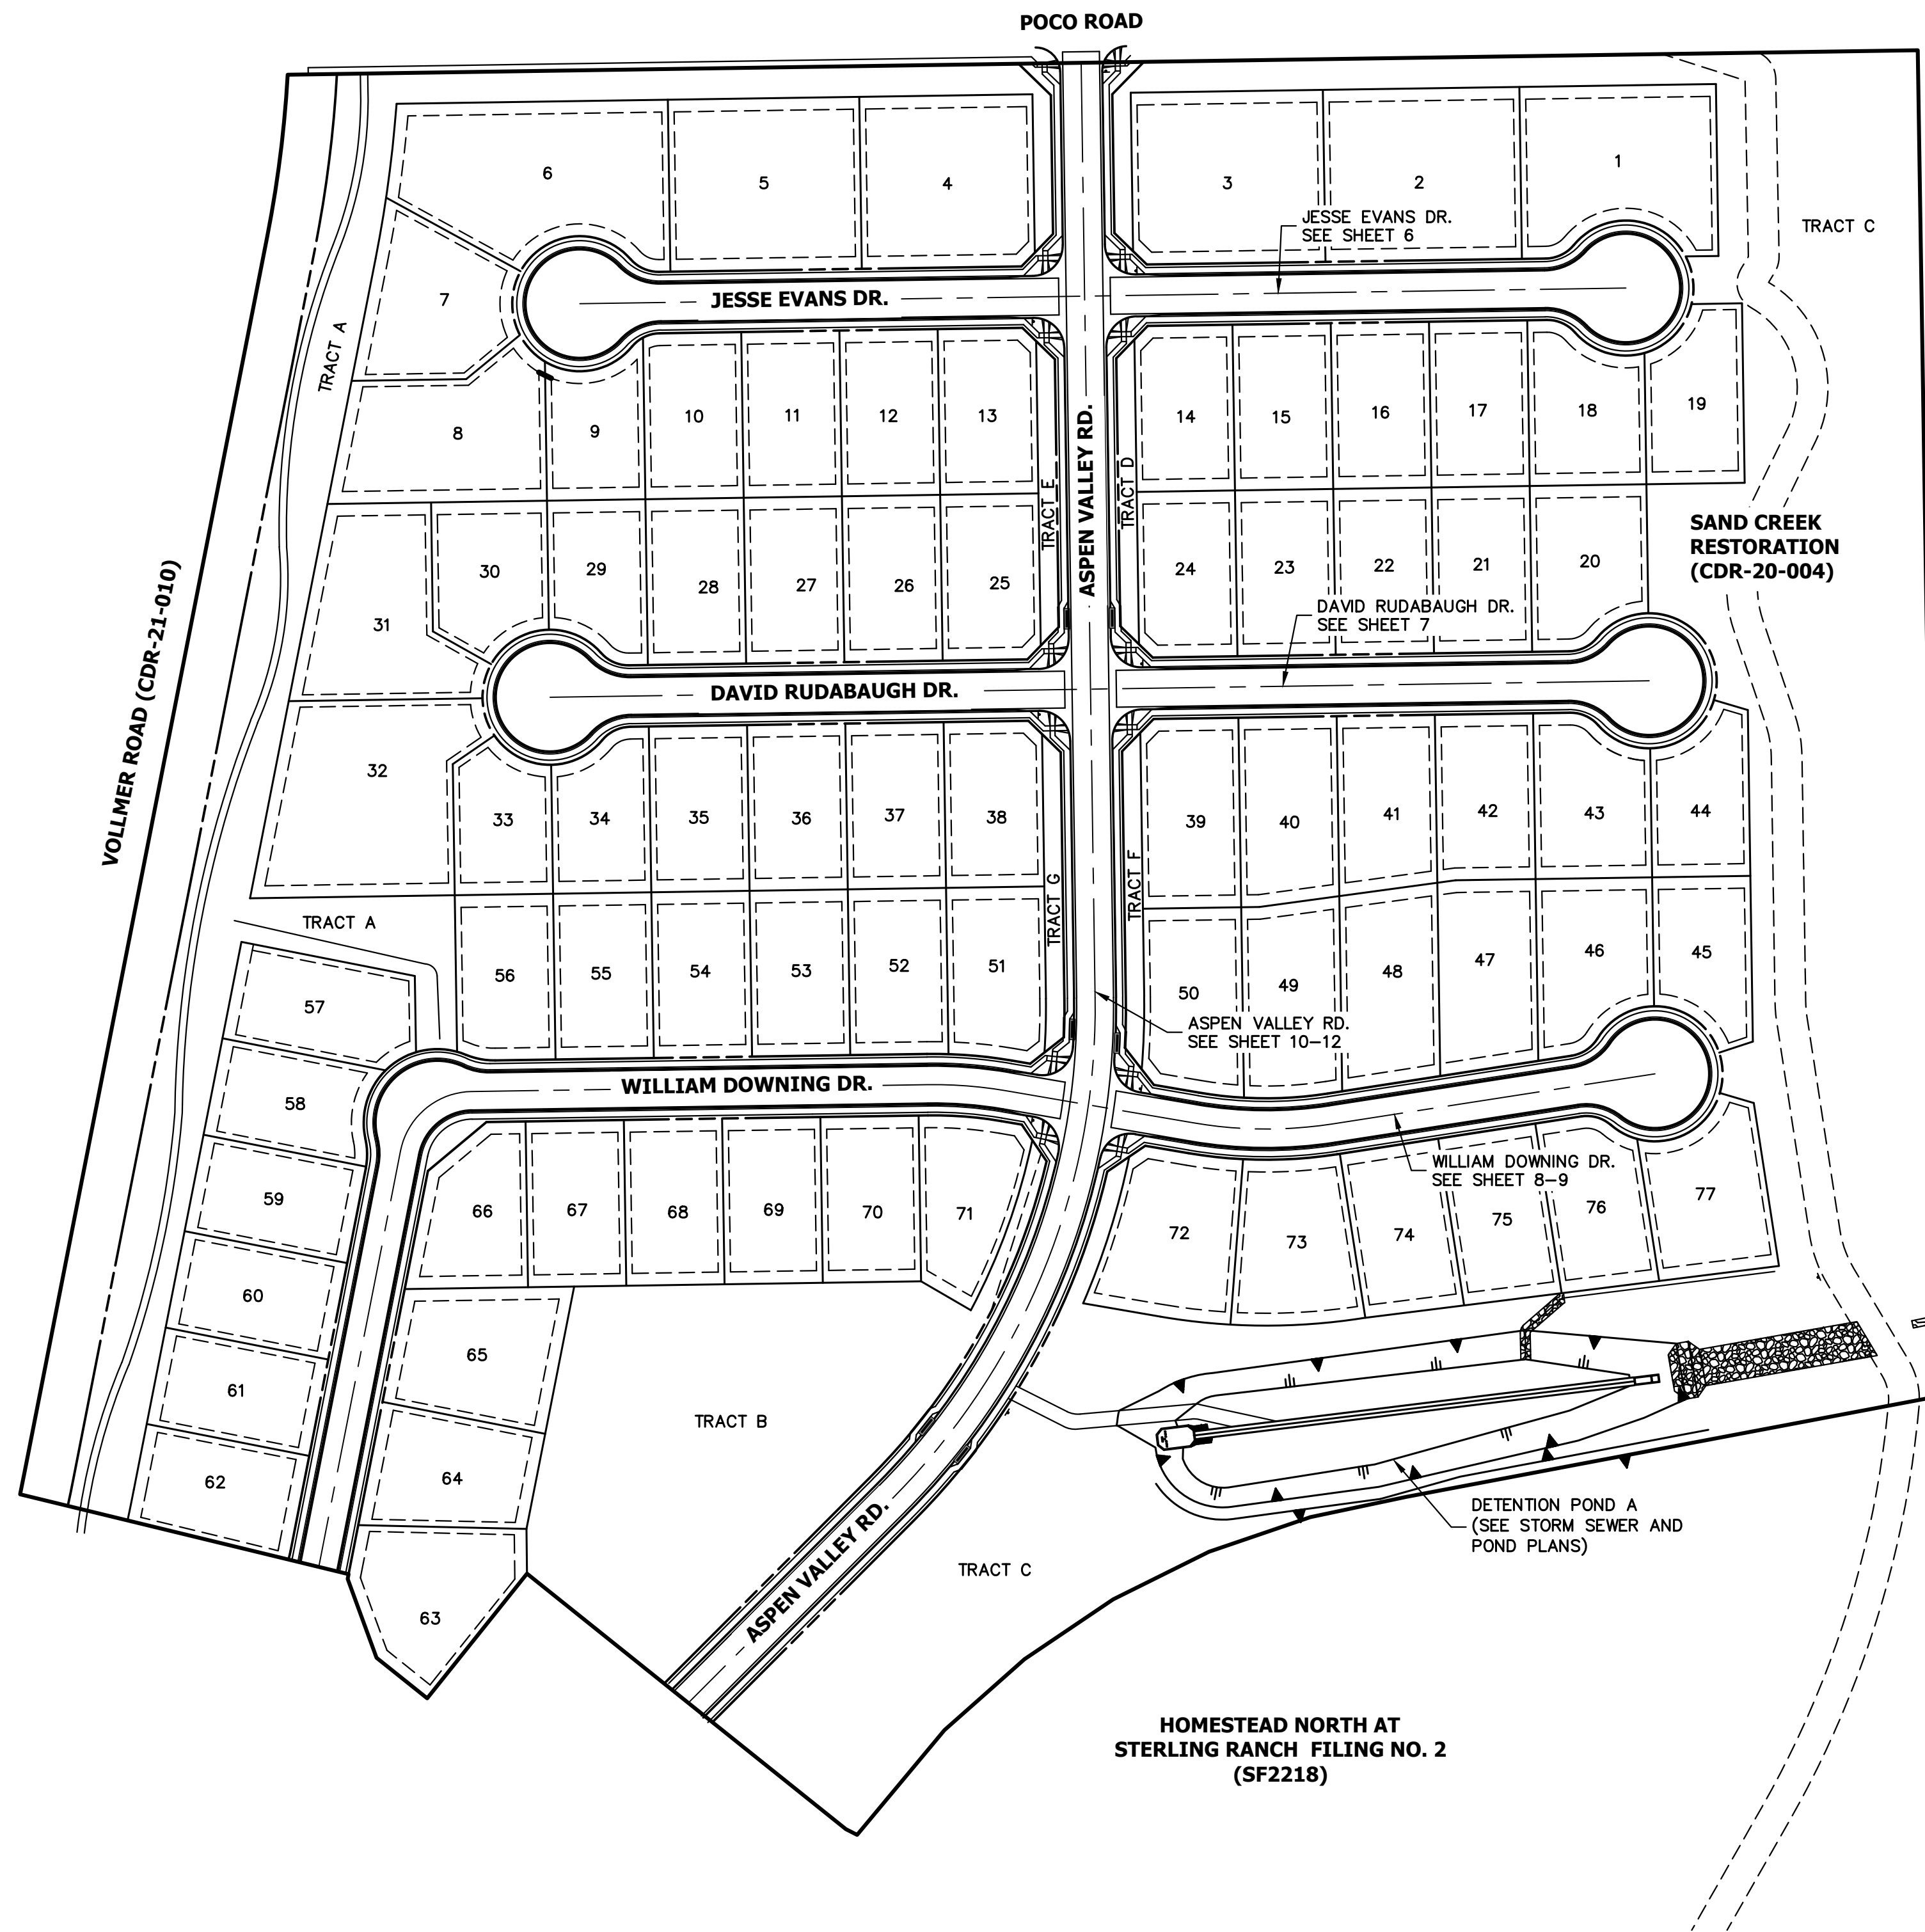 POCO ROAD
6
5
4
3
2
1
TRACT C
JESSE EVANS DR.
SEE SHEET 6
7
JESSE EVANS DR.
TRACT A
8
9
10
11
12
13
TRACT E
ASPEN VALLEY RD.
TRACT D
14
15
16
17
18
19
SAND CREEK
RESTORATION
(CDR-20-004)
VOLLMER ROAD (CDR-21-010)
31
30
29
28
27
26
25
24
23
22
21
20
DAVID RUDABAUGH DR.
SEE SHEET 7
DAVID RUDABAUGH DR.
32
33
34
35
36
37
38
TRACT G
TRACT F
39
40
41
42
43
44
TRACT A
56
55
54
53
52
51
50
49
48
47
46
45
57
ASPEN VALLEY RD.
SEE SHEET 10-12
WILLIAM DOWNING DR.
58
WILLIAM DOWNING DR.
SEE SHEET 8-9
59
66
67
68
69
70
71
72
73
74
75
76
77
60
65
61
TRACT B
62
64
DETENTION POND A
(SEE STORM SEWER AND
POND PLANS)
TRACT C
ASPEN VALLEY RD.
63
HOMESTEAD NORTH AT
STERLING RANCH FILING NO. 2
(SF2218)